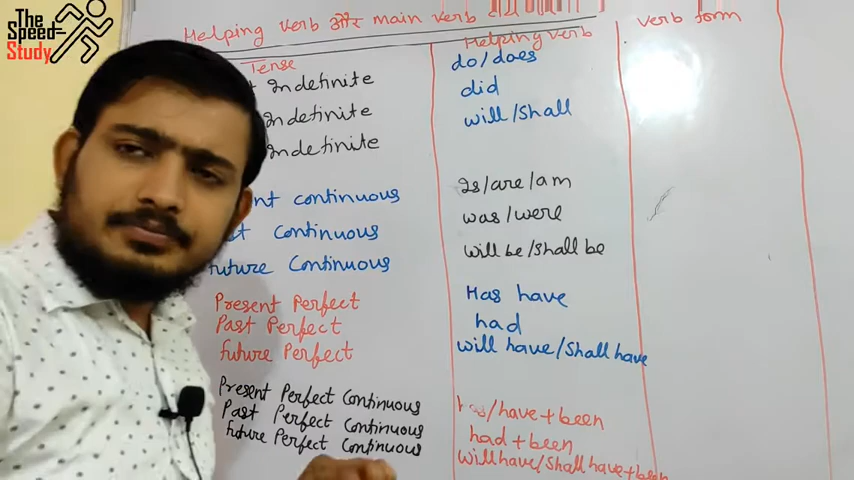 The
Speed-
Study
Helping verb और main verb
verb form
Tense
Helping verb
Indefinite
do/does
Indefinite
did
Indefinite
will/shall
continuous
Is/are/am
continuous
was/were
future Continuous
will be/shall be
Present Perfect
Has have
Past Perfect
had
future Perfect
will have/Shall have
Present Perfect Continuous
has/have+been
Past Perfect Continuous
had+been
future Perfect Continuous
will have/Shall have+been